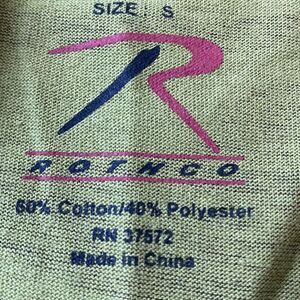 SIZE: S
R
ROTHCO
60% Cotton/40% Polyester
RN 37572
Made in China